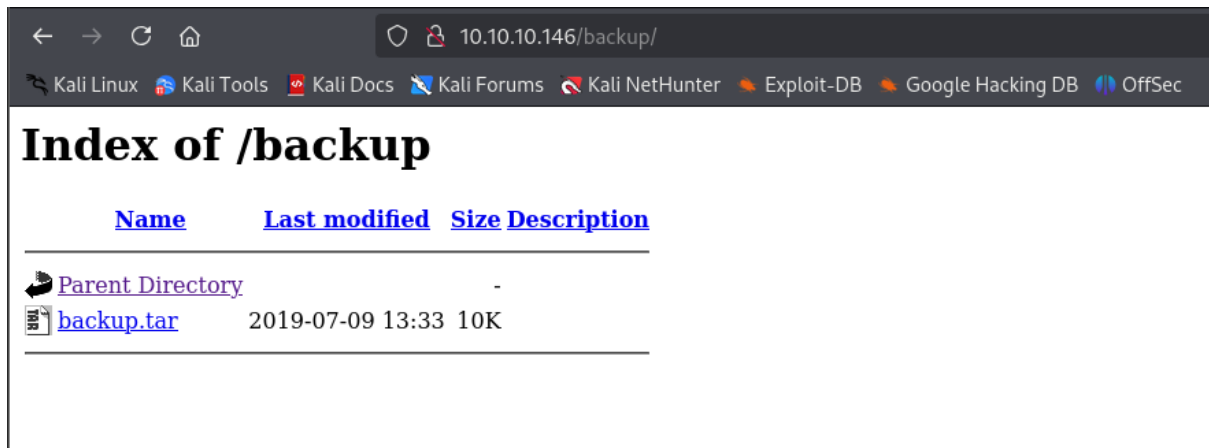 10.10.10.146/backup/
Kali Linux Kali Tools Kali Docs Kali Forums Kali NetHunter Exploit-DB Google Hacking DB OffSec
Index of /backup
Name Last modified Size Description
Parent Directory -
TAR backup.tar 2019-07-09 13:33 10K